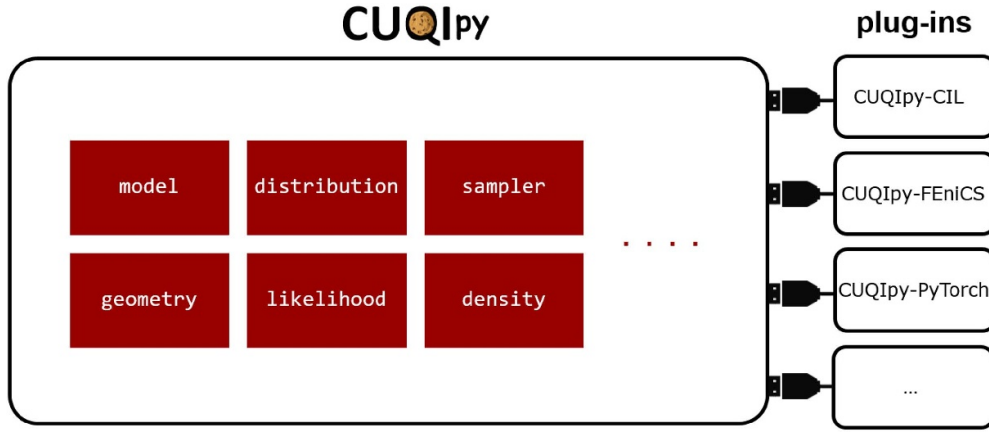 CUQIpy
plug-ins
model
distribution
sampler
geometry
likelihood
density
. . . .
CUQIpy-CIL
CUQIpy-FEniCS
CUQIpy-PyTorch
...